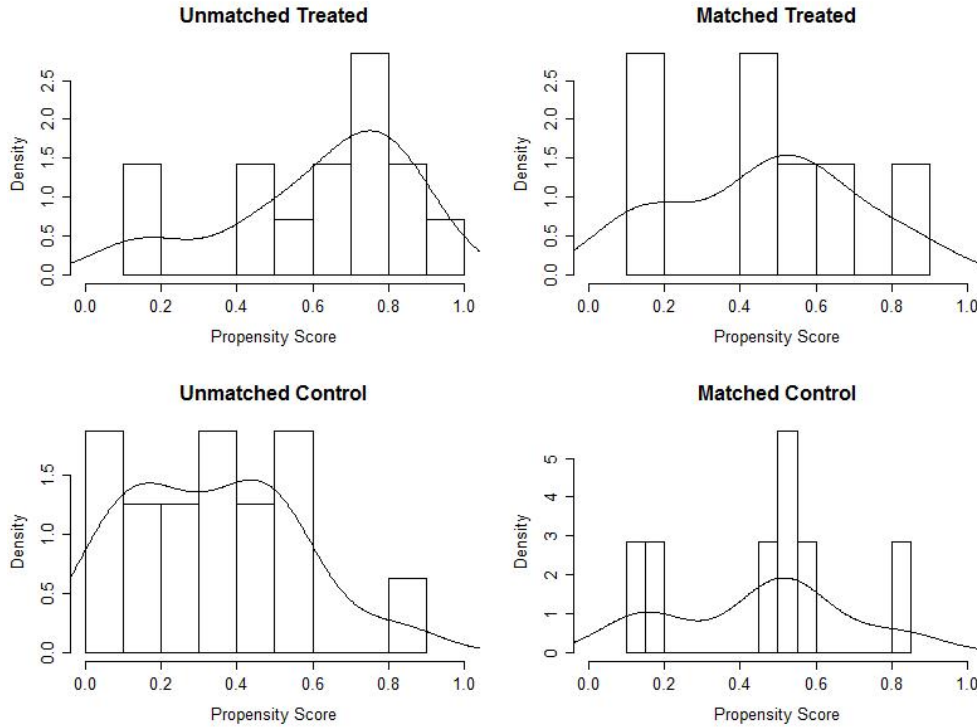 Unmatched Treated
Density
0.0 0.5 1.0 1.5 2.0 2.5
0.0 0.2 0.4 0.6 0.8 1.0
Propensity Score
Matched Treated
Density
0.0 0.5 1.0 1.5 2.0 2.5
0.0 0.2 0.4 0.6 0.8 1.0
Propensity Score
Unmatched Control
Density
0.0 0.5 1.0 1.5
0.0 0.2 0.4 0.6 0.8 1.0
Propensity Score
Matched Control
Density
0 1 2 3 4 5
0.0 0.2 0.4 0.6 0.8 1.0
Propensity Score